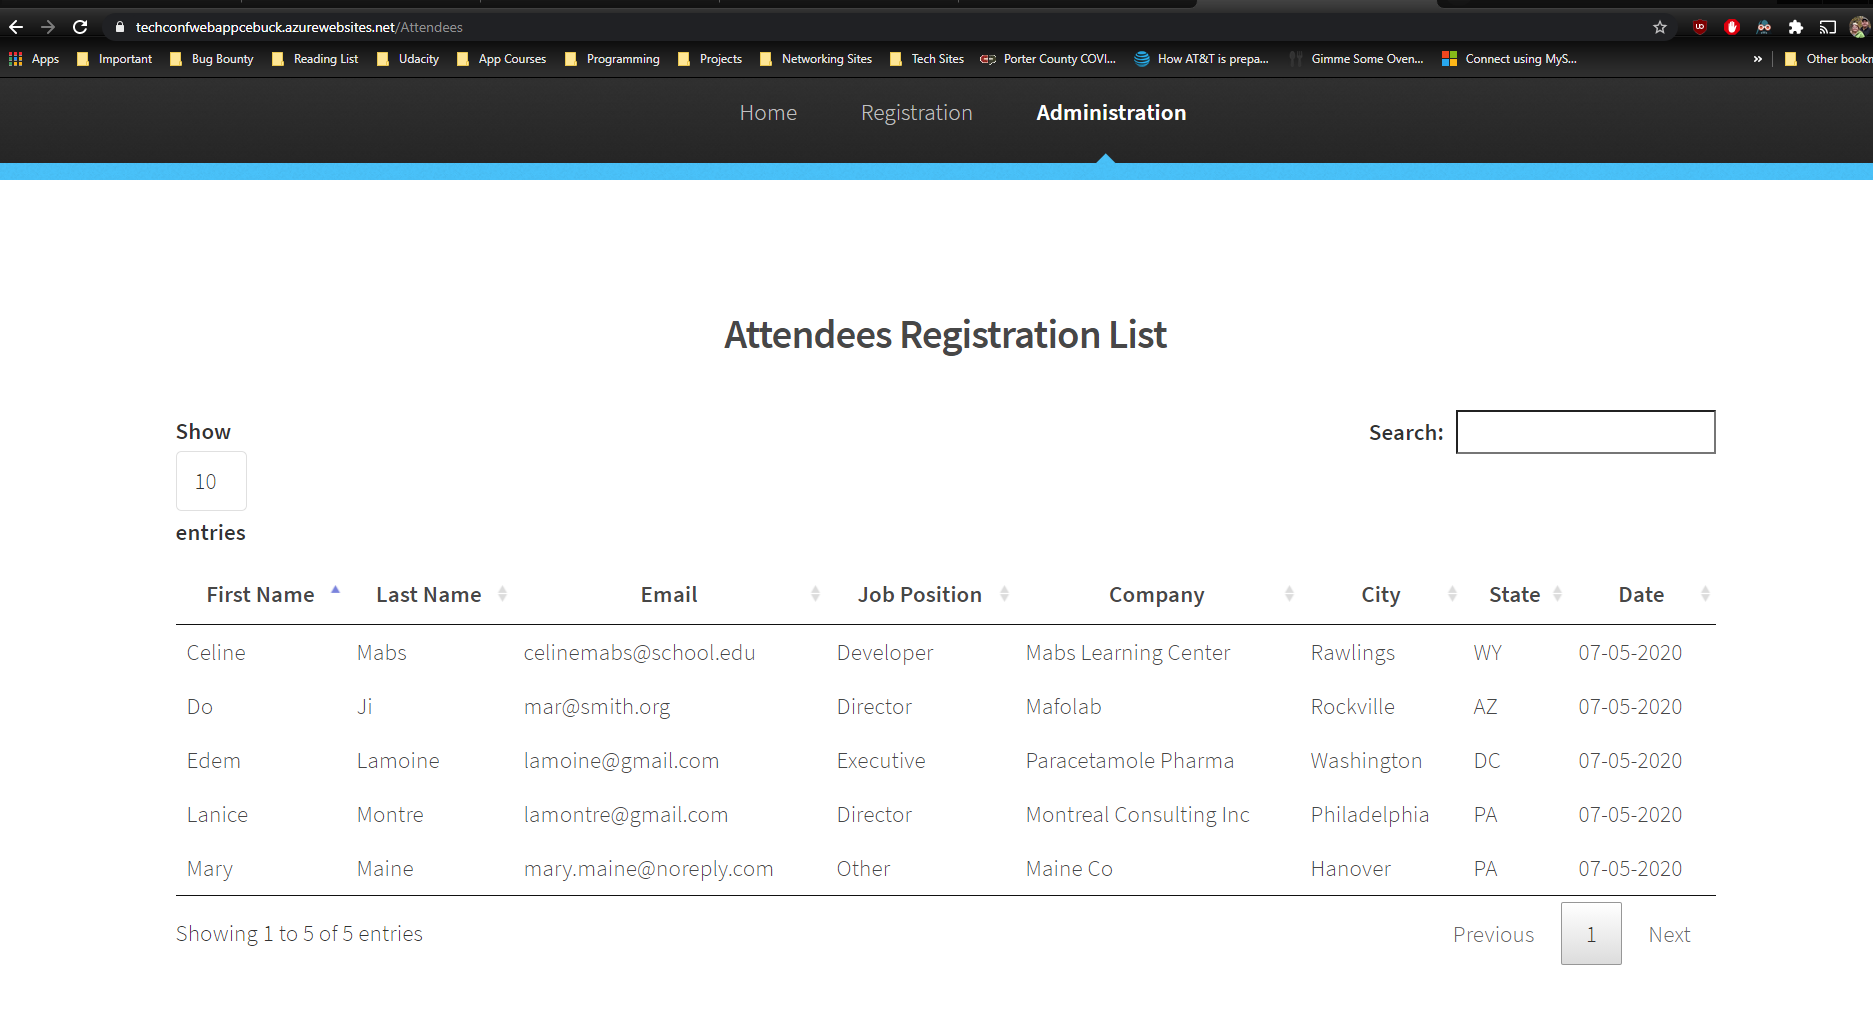 techconfwebappcebuck.azurewebsites.net/Attendees
Apps Important Bug Bounty Reading List Udacity App Courses Programming Projects Networking Sites Tech Sites Porter County COVI... How AT&T is prepa... Gimme Some Oven... Connect using MyS... » Other bookm
Home Registration Administration
Attendees Registration List
Show
10
entries
Search:
First Name Last Name Email Job Position Company City State Date
Celine Mabs celinemabs@school.edu Developer Mabs Learning Center Rawlings WY 07-05-2020
Do Ji mar@smith.org Director Mafolab Rockville AZ 07-05-2020
Edem Lamoine lamoine@gmail.com Executive Paracetamole Pharma Washington DC 07-05-2020
Lanice Montre lamontre@gmail.com Director Montreal Consulting Inc Philadelphia PA 07-05-2020
Mary Maine mary.maine@noreply.com Other Maine Co Hanover PA 07-05-2020
Showing 1 to 5 of 5 entries
Previous 1 Next